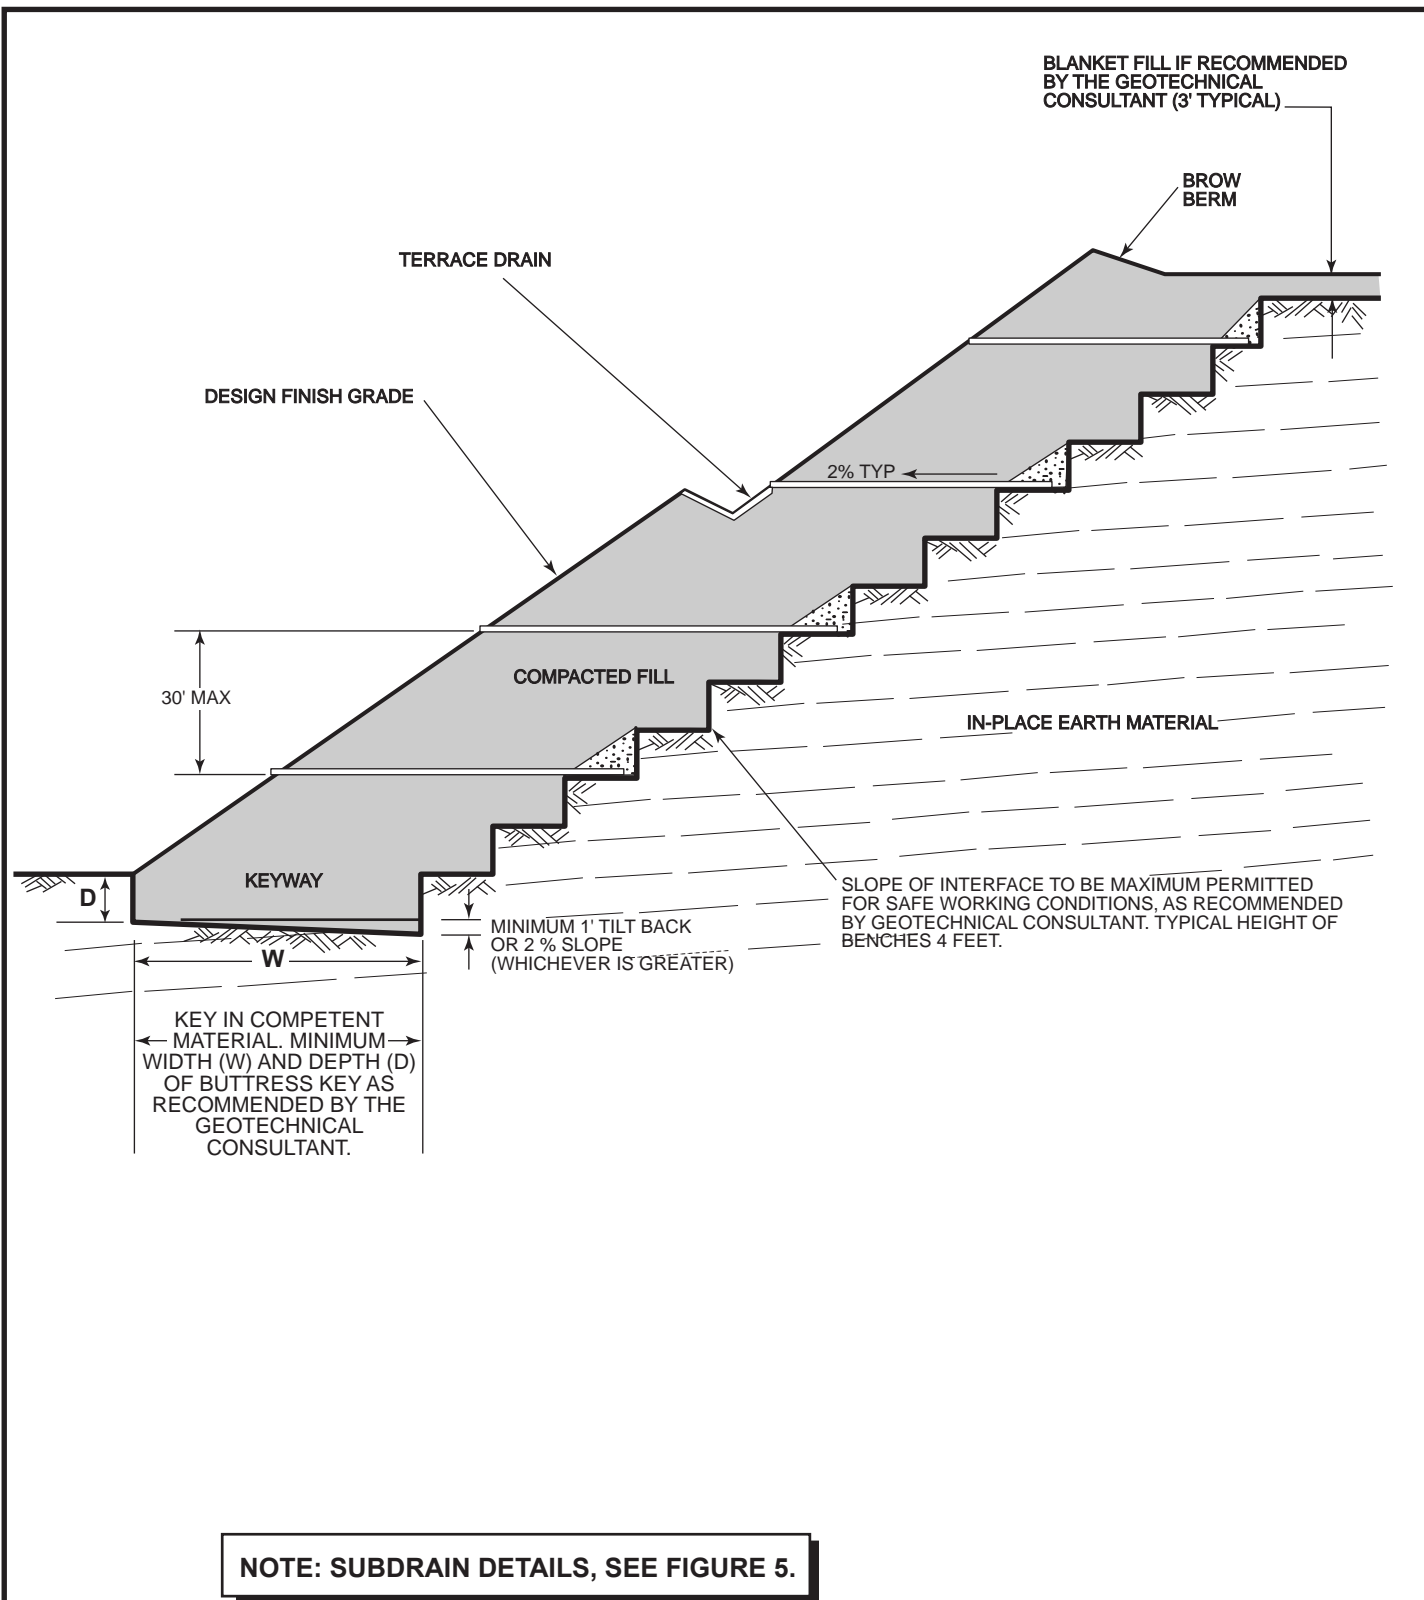 BLANKET FILL IF RECOMMENDED
BY THE GEOTECHNICAL
CONSULTANT (3' TYPICAL)
BROW
BERM
TERRACE DRAIN
DESIGN FINISH GRADE
2% TYP
30' MAX
COMPACTED FILL
IN-PLACE EARTH MATERIAL
KEYWAY
D
SLOPE OF INTERFACE TO BE MAXIMUM PERMITTED
FOR SAFE WORKING CONDITIONS, AS RECOMMENDED
BY GEOTECHNICAL CONSULTANT. TYPICAL HEIGHT OF
BENCHES 4 FEET.
MINIMUM 1' TILT BACK
OR 2 % SLOPE
(WHICHEVER IS GREATER)
W
KEY IN COMPETENT
MATERIAL. MINIMUM
WIDTH (W) AND DEPTH (D)
OF BUTTRESS KEY AS
RECOMMENDED BY THE
GEOTECHNICAL
CONSULTANT.
NOTE: SUBDRAIN DETAILS, SEE FIGURE 5.